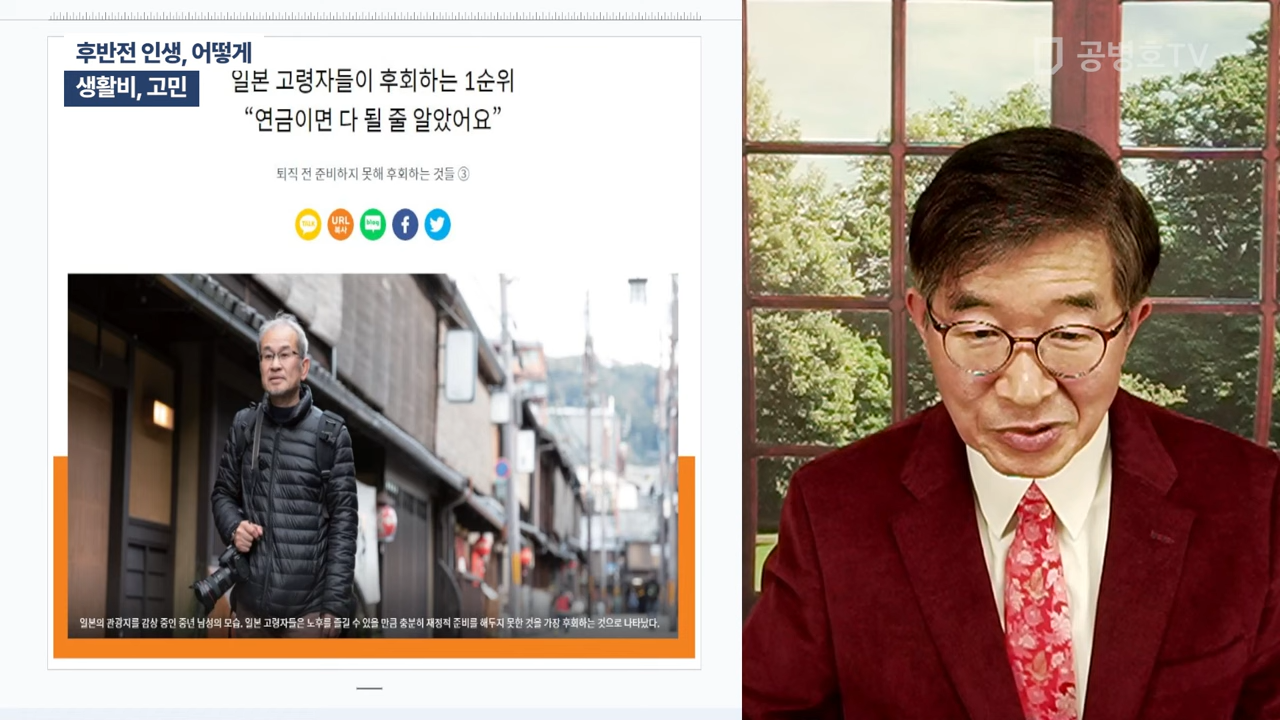 후반전 인생, 어떻게
생활비, 고민
공병호TV
일본 고령자들이 후회하는 1순위
“연금이면 다 될 줄 알았어요”
퇴직 전 준비하지 못해 후회하는 것들 ③
TALK
URL
복사
blog
일본의 관광지를 감상 중인 중년 남성의 모습. 일본 고령자들은 노후를 즐길 수 있을 만큼 충분히 재정적 준비를 해두지 못한 것을 가장 후회하는 것으로 나타났다.